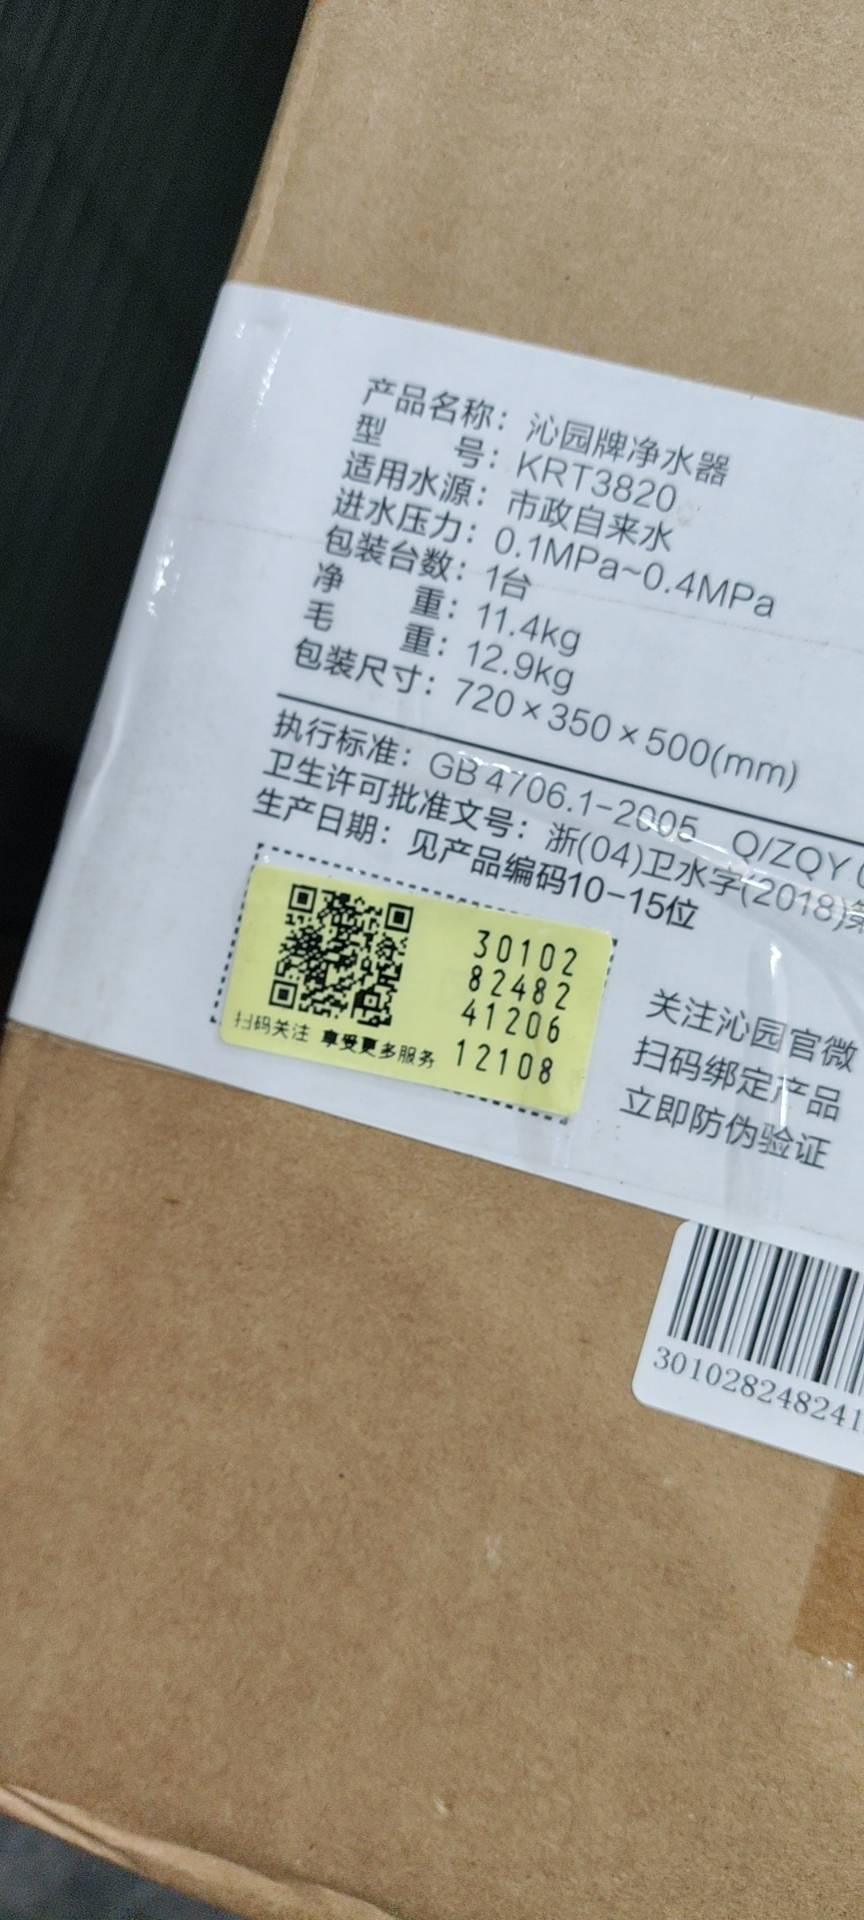 产品名称：沁园牌净水器
型号：KRT3820
适用水源：市政自来水
进水压力：0.1MPa~0.4MPa
包装台数：1台
净重：11.4kg
毛重：12.9kg
包装尺寸：720×350×500(mm)
执行标准：GB 4706.1-2005 Q/ZQY
卫生许可批准文号：浙(04)卫水字(2018)第
生产日期：见产品编码10-15位
30102
82482
41206
12108
扫码关注 享受更多服务
关注沁园官微
扫码绑定产品
立即防伪验证
301028248241